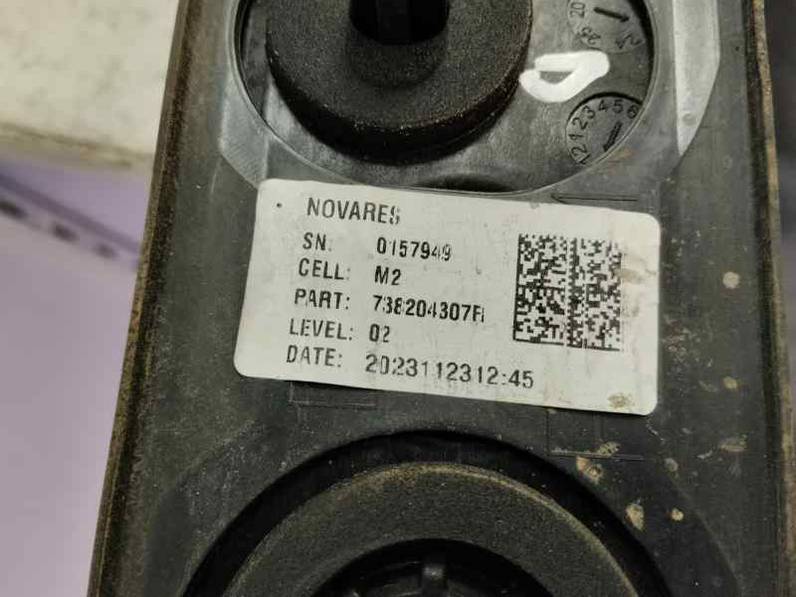 NOVARES
SN: 0157949
CELL: M2
PART: 738204307R
LEVEL: 02
DATE: 2023112312:45